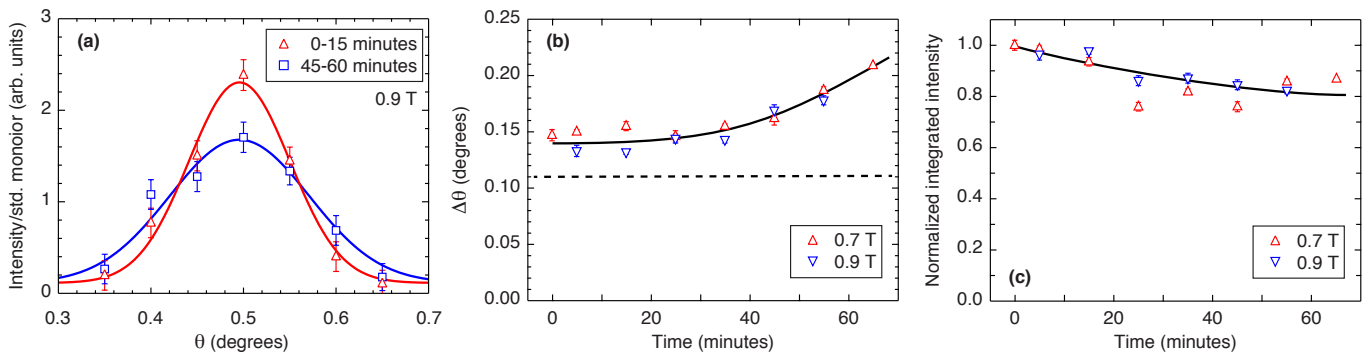 (a)
0-15 minutes
45-60 minutes
0.9 T
Intensity/std. monoior (arb. units)
3
2
1
0
0.3 0.4 0.5 0.6 0.7
θ (degrees)
(b)
0.7 T
0.9 T
Δθ (degrees)
0.25
0.20
0.15
0.10
0.05
0.00
0 20 40 60
Time (minutes)
(c)
0.7 T
0.9 T
Normalized integrated intensity
1.0
0.8
0.6
0.4
0.2
0.0
0 20 40 60
Time (minutes)